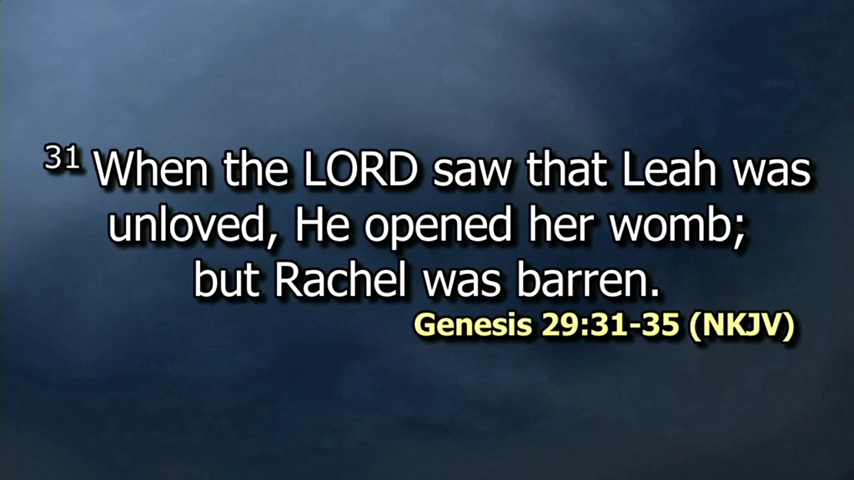 31 When the LORD saw that Leah was
unloved, He opened her womb;
but Rachel was barren.
Genesis 29:31-35 (NKJV)